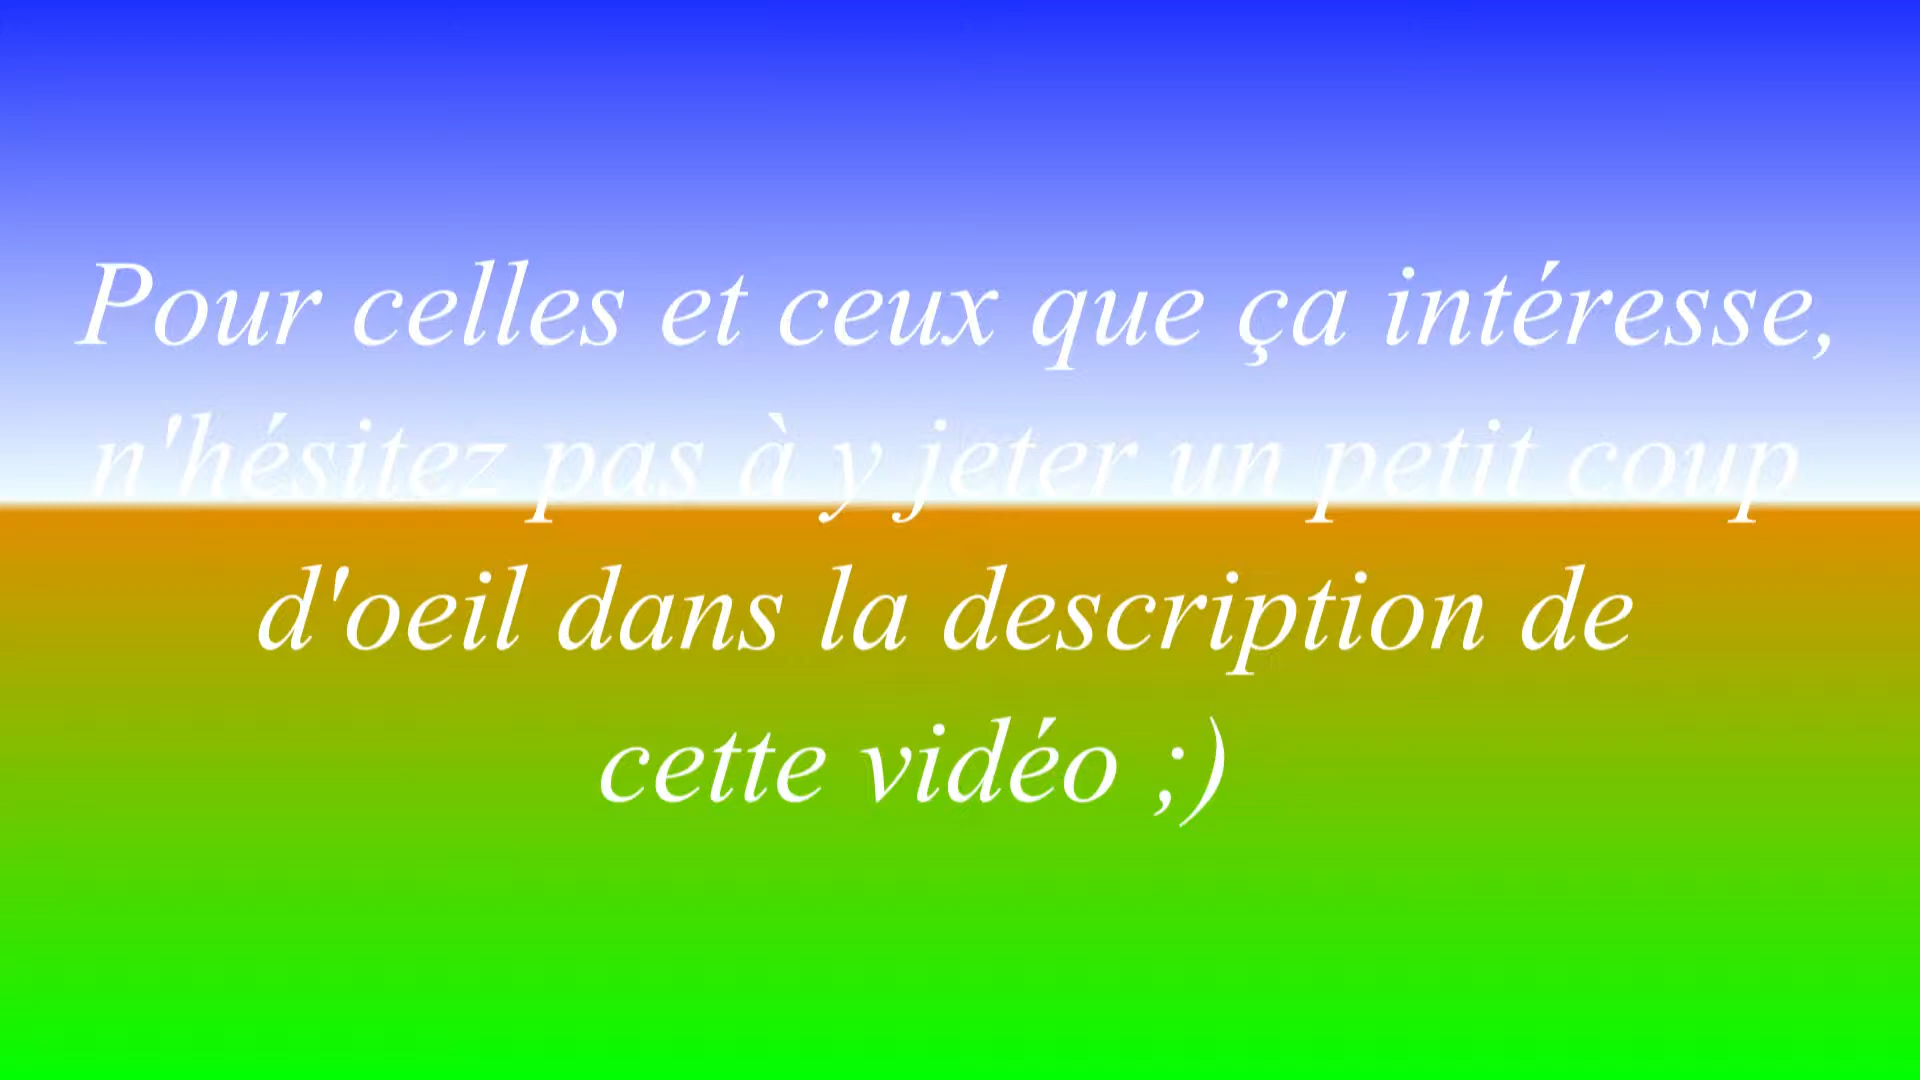 Pour celles et ceux que ça intéresse,
n'hésitez pas à y jeter un petit coup
d'oeil dans la description de
cette vidéo ;)